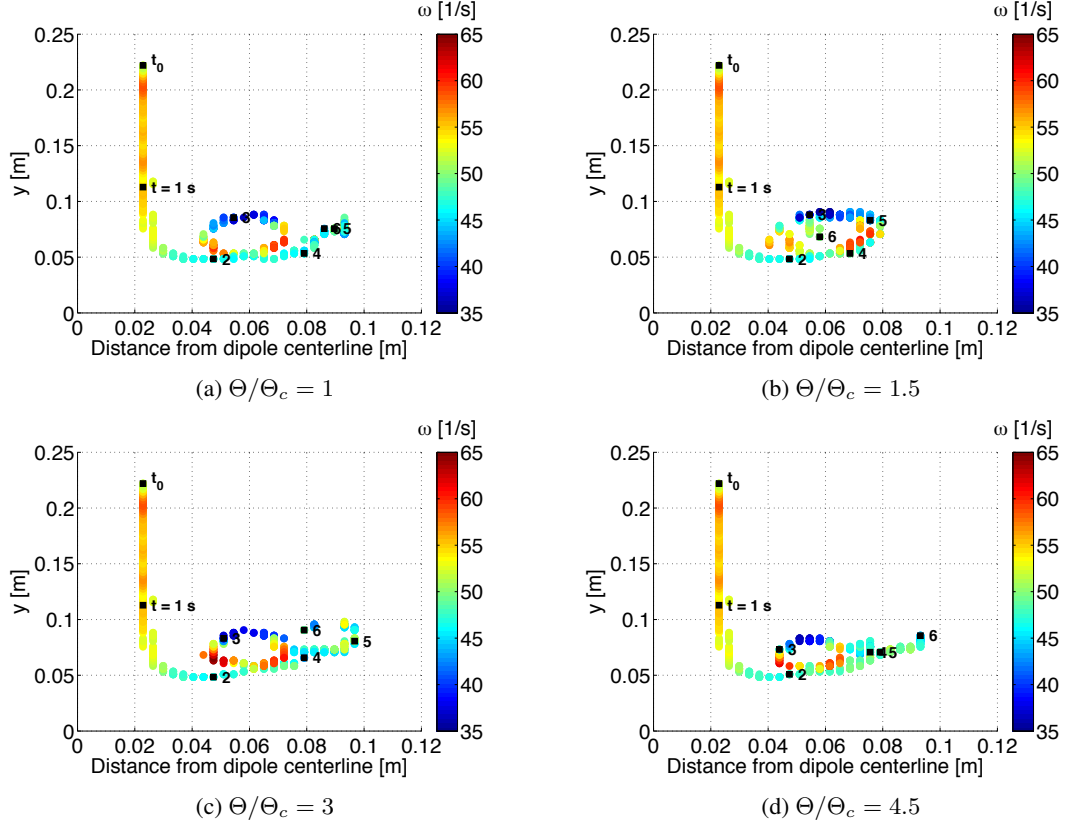 ω [1/s]
ω [1/s]
0.25
0.2
0.15
0.1
0.05
0
y [m]
t0
t = 1 s
2
3
4
65
65
60
55
50
45
40
35
0 0.02 0.04 0.06 0.08 0.1 0.12
Distance from dipole centerline [m]
(a) Θ/Θc = 1
0.25
0.2
0.15
0.1
0.05
0
y [m]
t0
t = 1 s
2
3
4
5
6
65
60
55
50
45
40
35
0 0.02 0.04 0.06 0.08 0.1 0.12
Distance from dipole centerline [m]
(b) Θ/Θc = 1.5
ω [1/s]
ω [1/s]
0.25
0.2
0.15
0.1
0.05
0
y [m]
t0
t = 1 s
2
3
4
5
6
65
60
55
50
45
40
35
0 0.02 0.04 0.06 0.08 0.1 0.12
Distance from dipole centerline [m]
(c) Θ/Θc = 3
0.25
0.2
0.15
0.1
0.05
0
y [m]
t0
t = 1 s
2
3
45
6
65
60
55
50
45
40
35
0 0.02 0.04 0.06 0.08 0.1 0.12
Distance from dipole centerline [m]
(d) Θ/Θc = 4.5